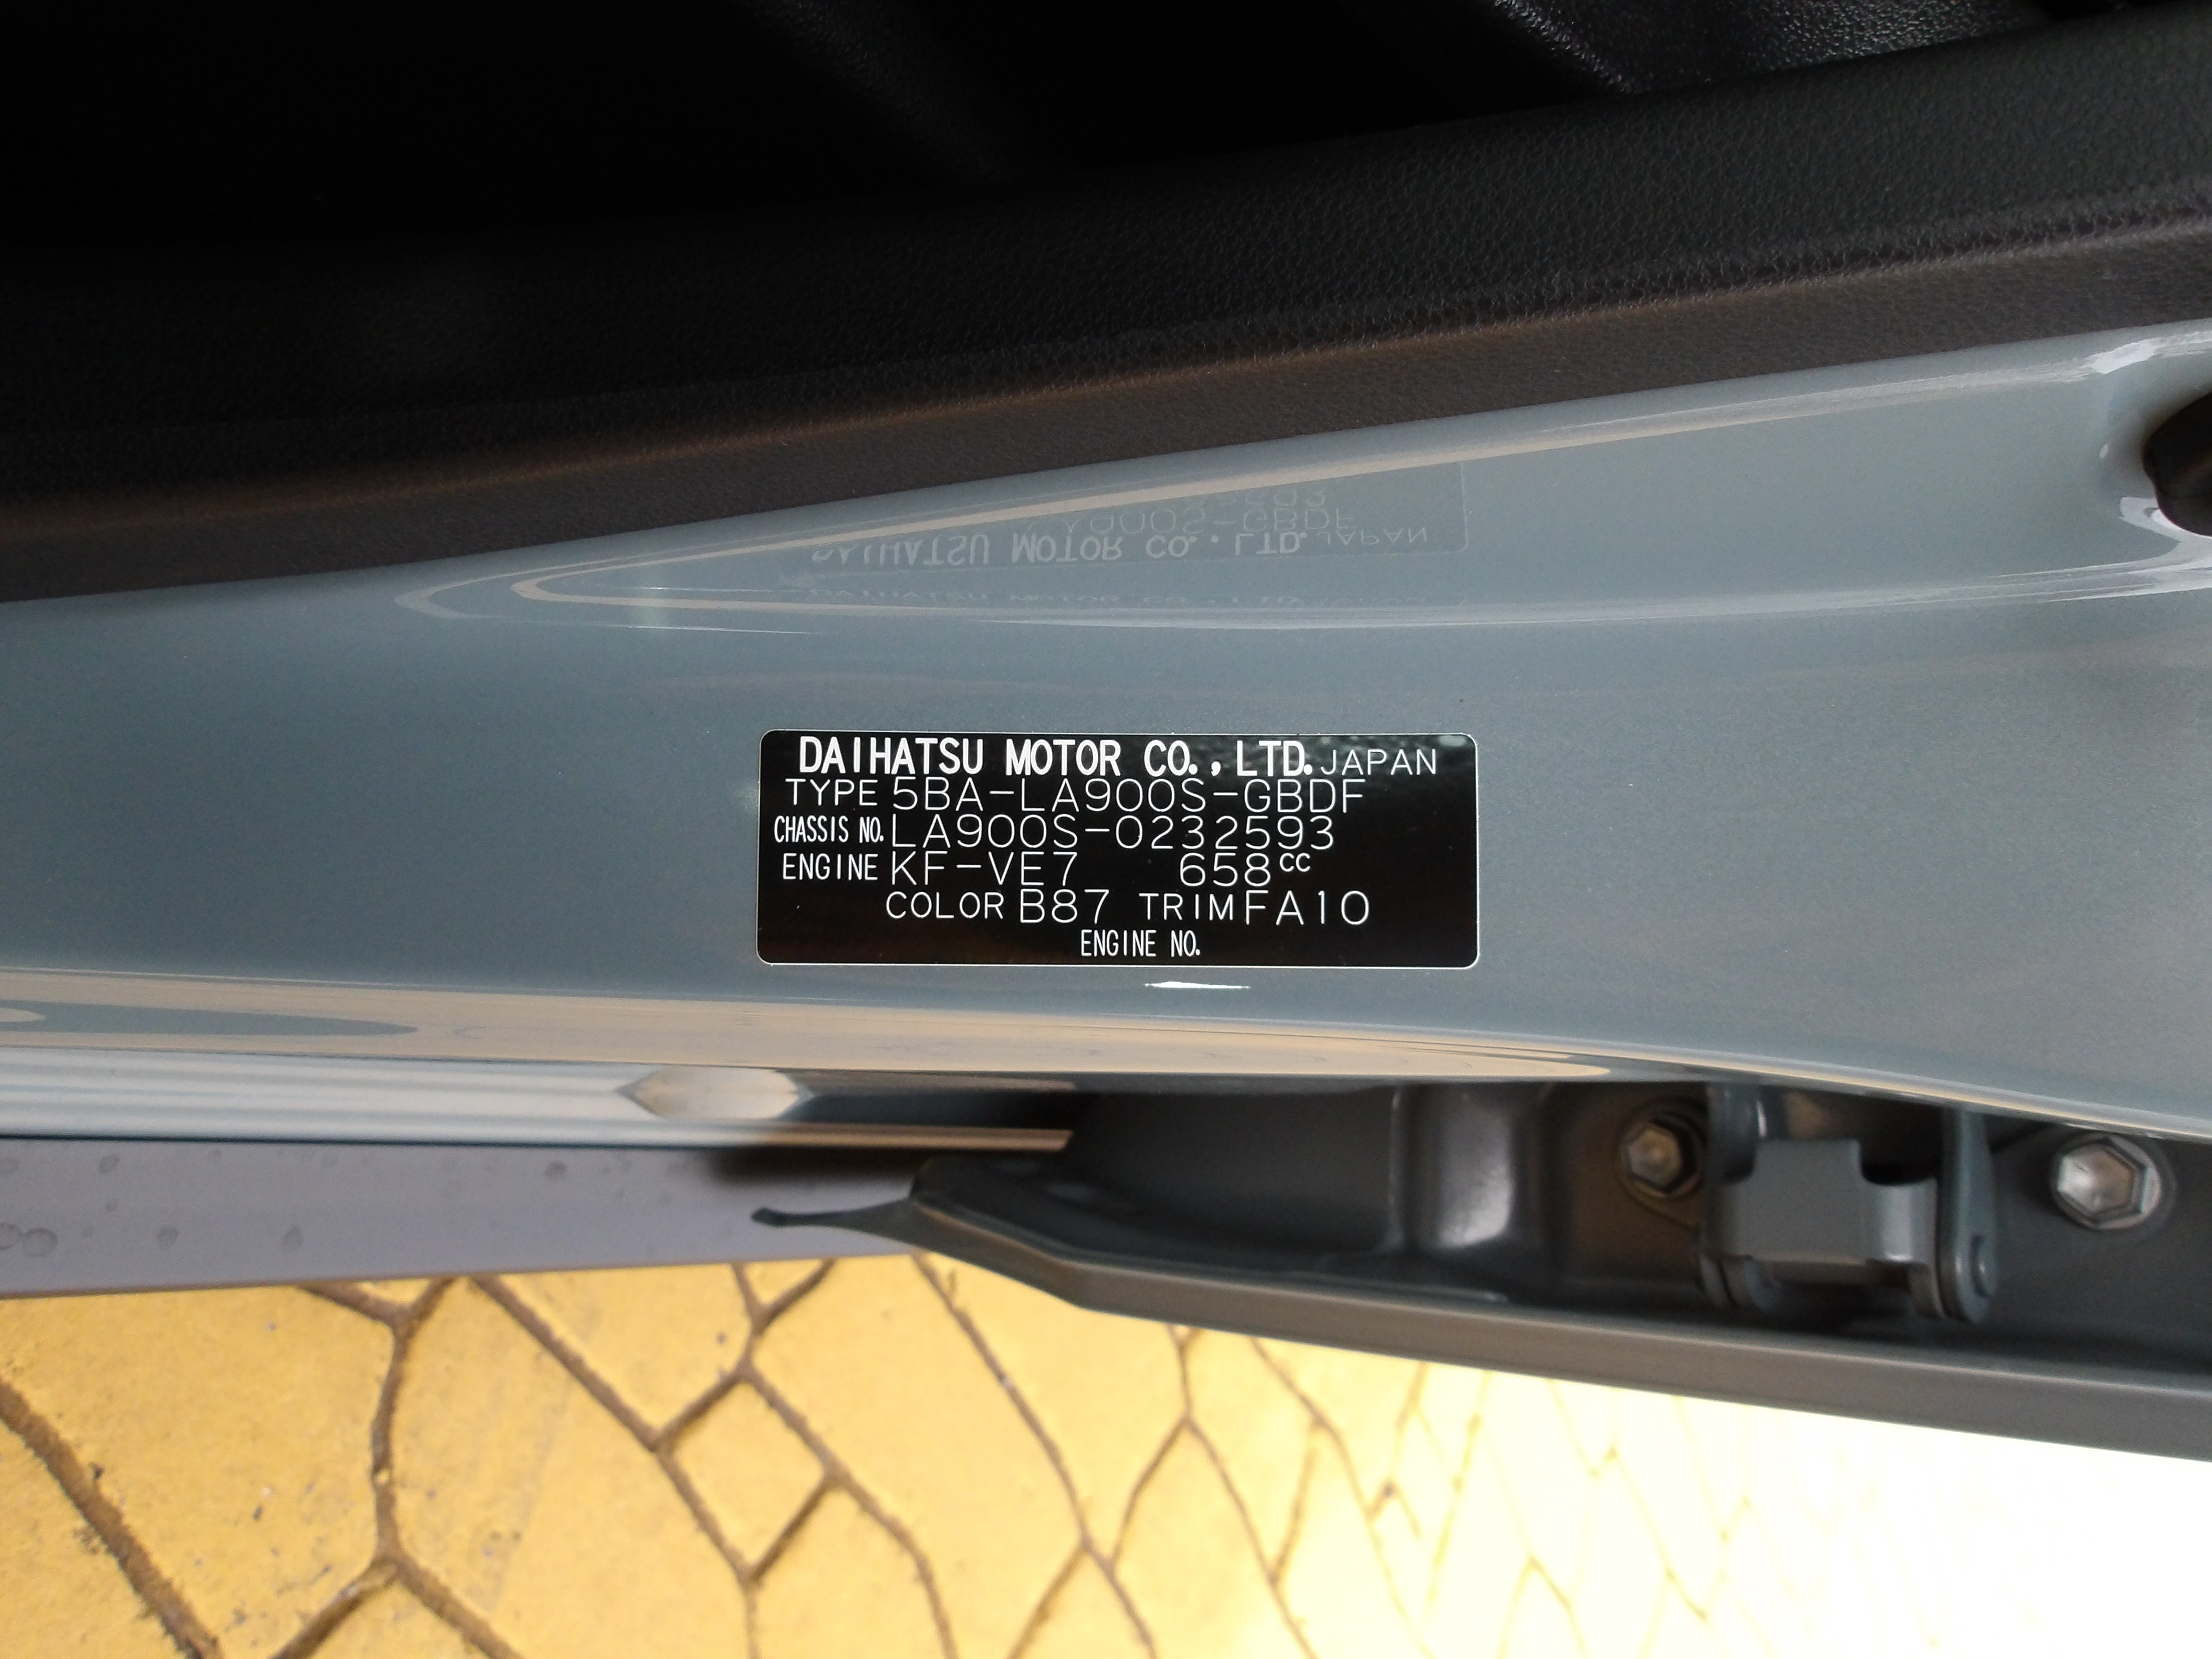 DAIHATSU MOTOR CO., LTD. JAPAN
TYPE 5BA-LA900S-GBDF
CHASSIS NO. LA900S-0232593
ENGINE KF-VE7 658cc
COLOR B87 TRIM FA10
ENGINE NO.